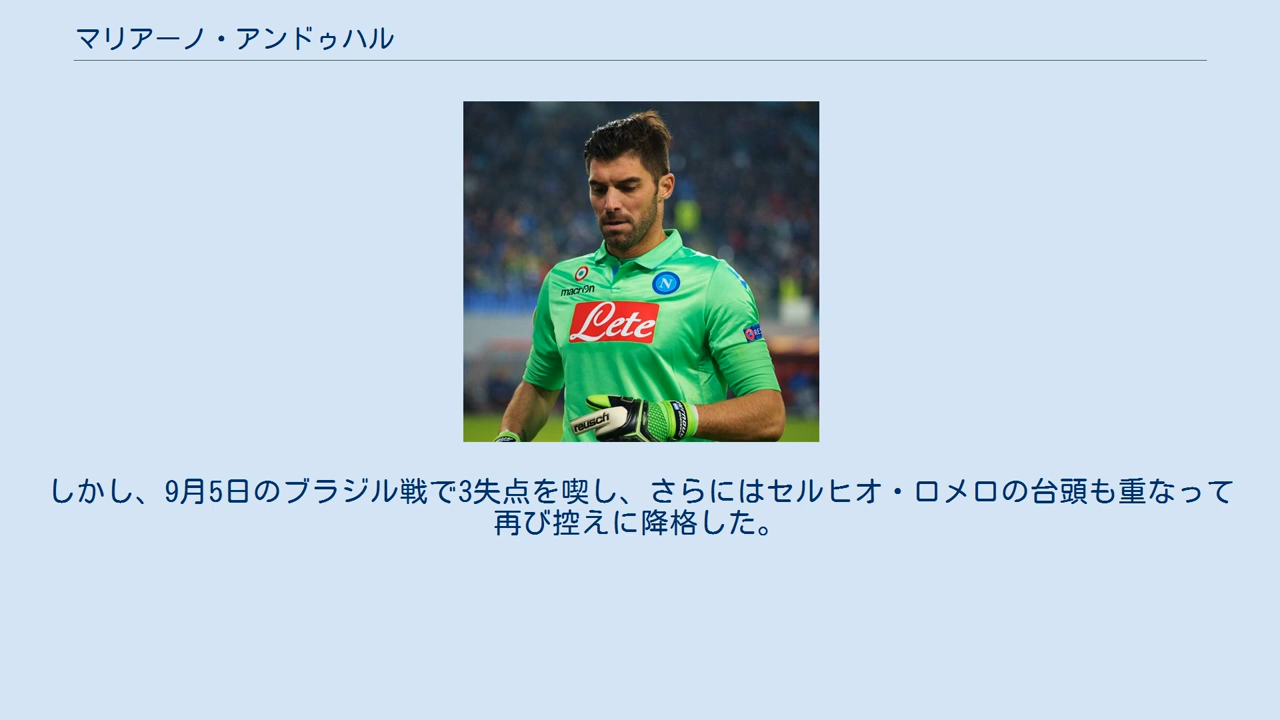 マリアーノ・アンドゥハル
macron
N
Lete
reusch
しかし、9月5日のブラジル戦で3失点を喫し、さらにはセルヒオ・ロメロの台頭も重なって
再び控えに降格した。